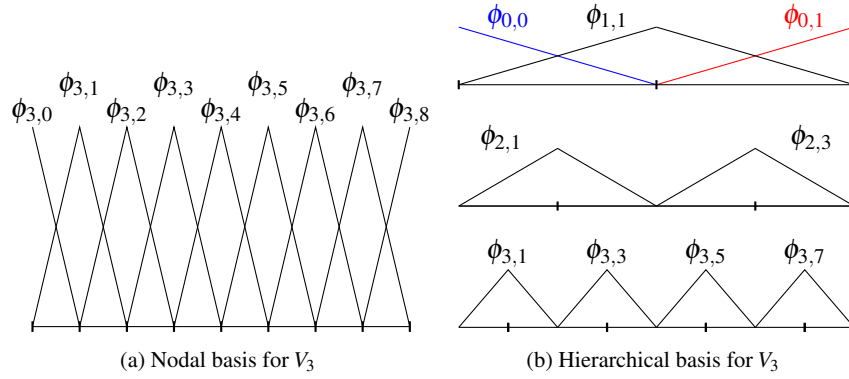 ϕ3,1 ϕ3,3 ϕ3,5 ϕ3,7
ϕ3,0 ϕ3,2 ϕ3,4 ϕ3,6 ϕ3,8
(a) Nodal basis for V3
ϕ0,0 ϕ1,1 ϕ0,1
ϕ2,1 ϕ2,3
ϕ3,1 ϕ3,3 ϕ3,5 ϕ3,7
(b) Hierarchical basis for V3